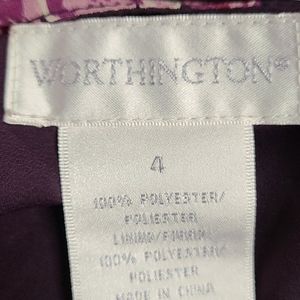 WORTHINGTON®
4
100% POLYESTER/
POLIESTER
LINING/FORRO:
100% POLYESTER/
POLIESTER
MADE IN CHINA